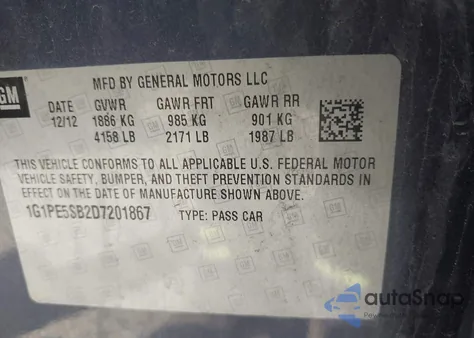 GM
MFD BY GENERAL MOTORS LLC
DATE GVWR GAWR FRT GAWR RR
12/12 1886 KG 985 KG 901 KG
4158 LB 2171 LB 1987 LB
THIS VEHICLE CONFORMS TO ALL APPLICABLE U.S. FEDERAL MOTOR
VEHICLE SAFETY, BUMPER, AND THEFT PREVENTION STANDARDS IN
EFFECT ON THE DATE OF MANUFACTURE SHOWN ABOVE.
1G1PE5SB2D7201867 TYPE: PASS CAR
autoSnap